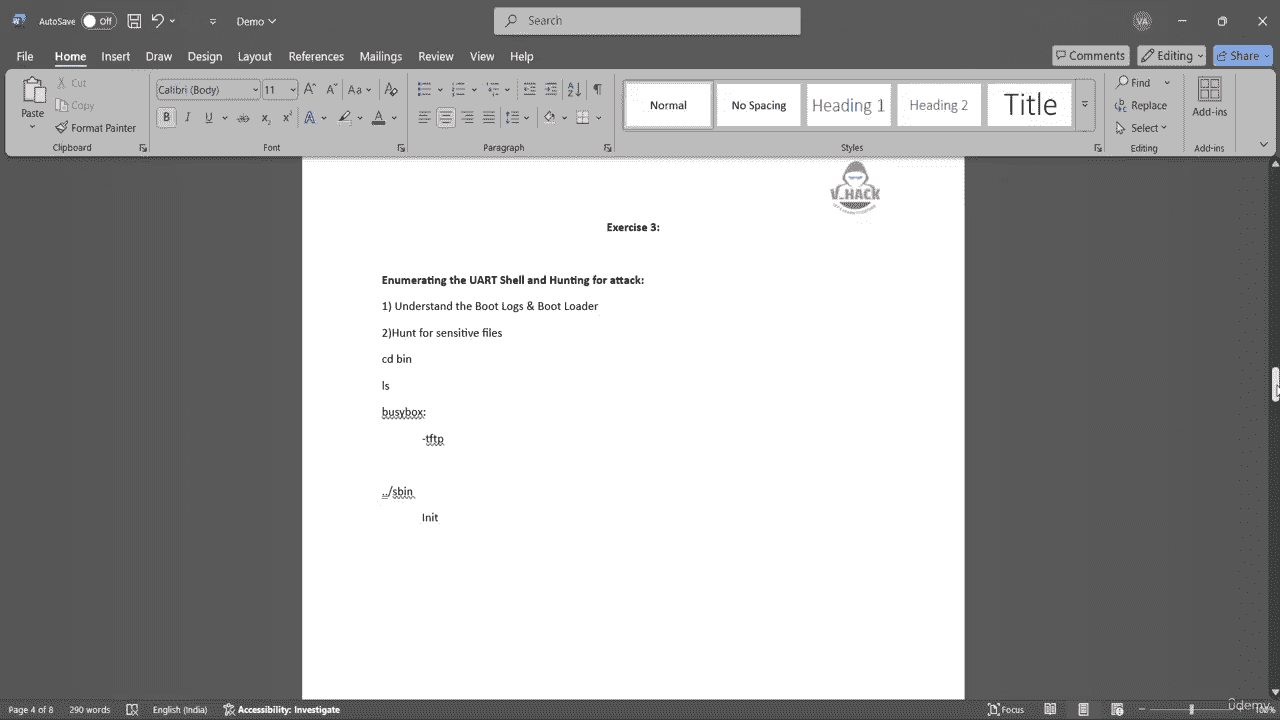 AutoSave Off Demo Search VA
File Home Insert Draw Design Layout References Mailings Review View Help Comments Editing Share
Paste Cut Copy Format Painter
Calibri (Body) 11 Aa
B I U ab x₂ x² A A
Normal No Spacing Heading 1 Heading 2 Title
Find Replace Select Add-ins
Clipboard Font Paragraph Styles Editing Add-ins
V_HACK
Exercise 3:
Enumerating the UART Shell and Hunting for attack:
1) Understand the Boot Logs & Boot Loader
2)Hunt for sensitive files
cd bin
ls
busybox:
-tftp
../sbin
Init
Page 4 of 8 290 words English (India) Accessibility: Investigate Focus